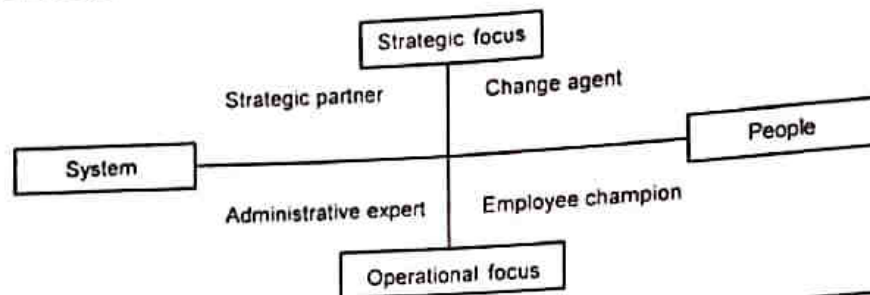 Strategic focus
Strategic partner
Change agent
System
People
Administrative expert
Employee champion
Operational focus